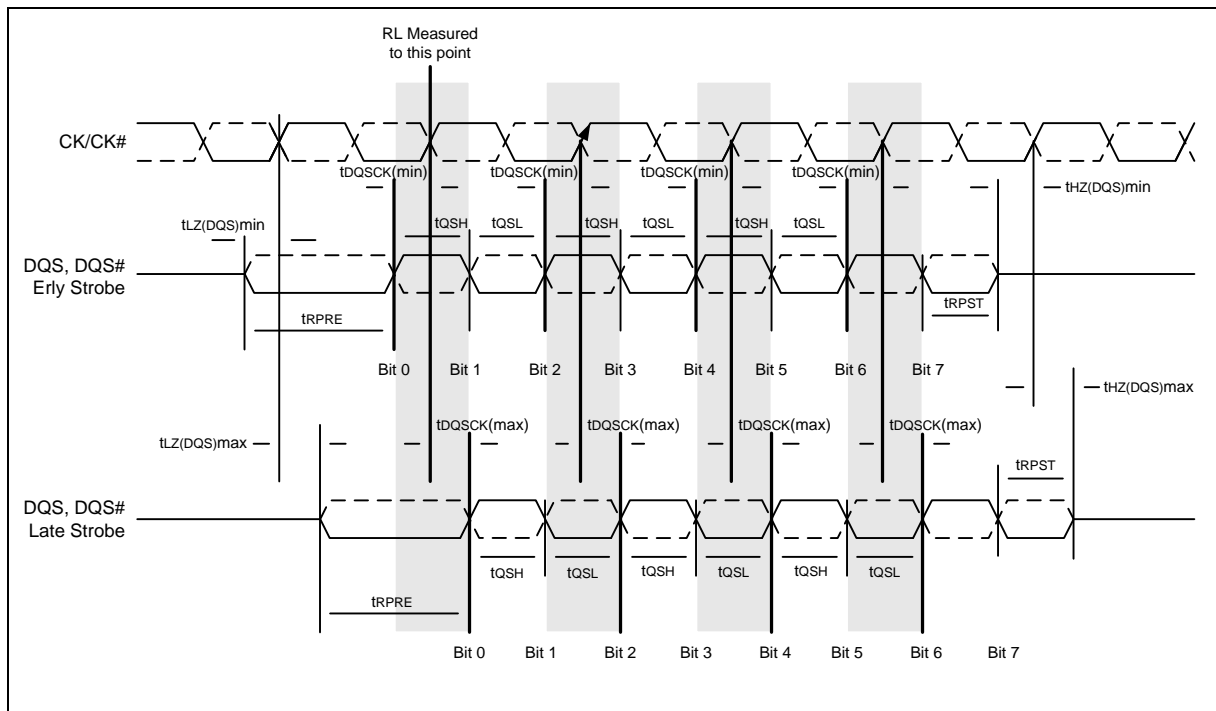 RL Measured
to this point
CK/CK#
tDQSCK(min) tDQSCK(min) tDQSCK(min) tDQSCK(min)
tHZ(DQS)min
tLZ(DQS)min
tQSH tQSL tQSH tQSL tQSH tQSL
DQS, DQS#
Erly Strobe
tRPST
tRPRE
Bit 0 Bit 1 Bit 2 Bit 3 Bit 4 Bit 5 Bit 6 Bit 7
tHZ(DQS)max
tDQSCK(max) tDQSCK(max) tDQSCK(max) tDQSCK(max)
tLZ(DQS)max
tRPST
DQS, DQS#
Late Strobe
tQSH tQSL tQSH tQSL tQSH tQSL
tRPRE
Bit 0 Bit 1 Bit 2 Bit 3 Bit 4 Bit 5 Bit 6 Bit 7